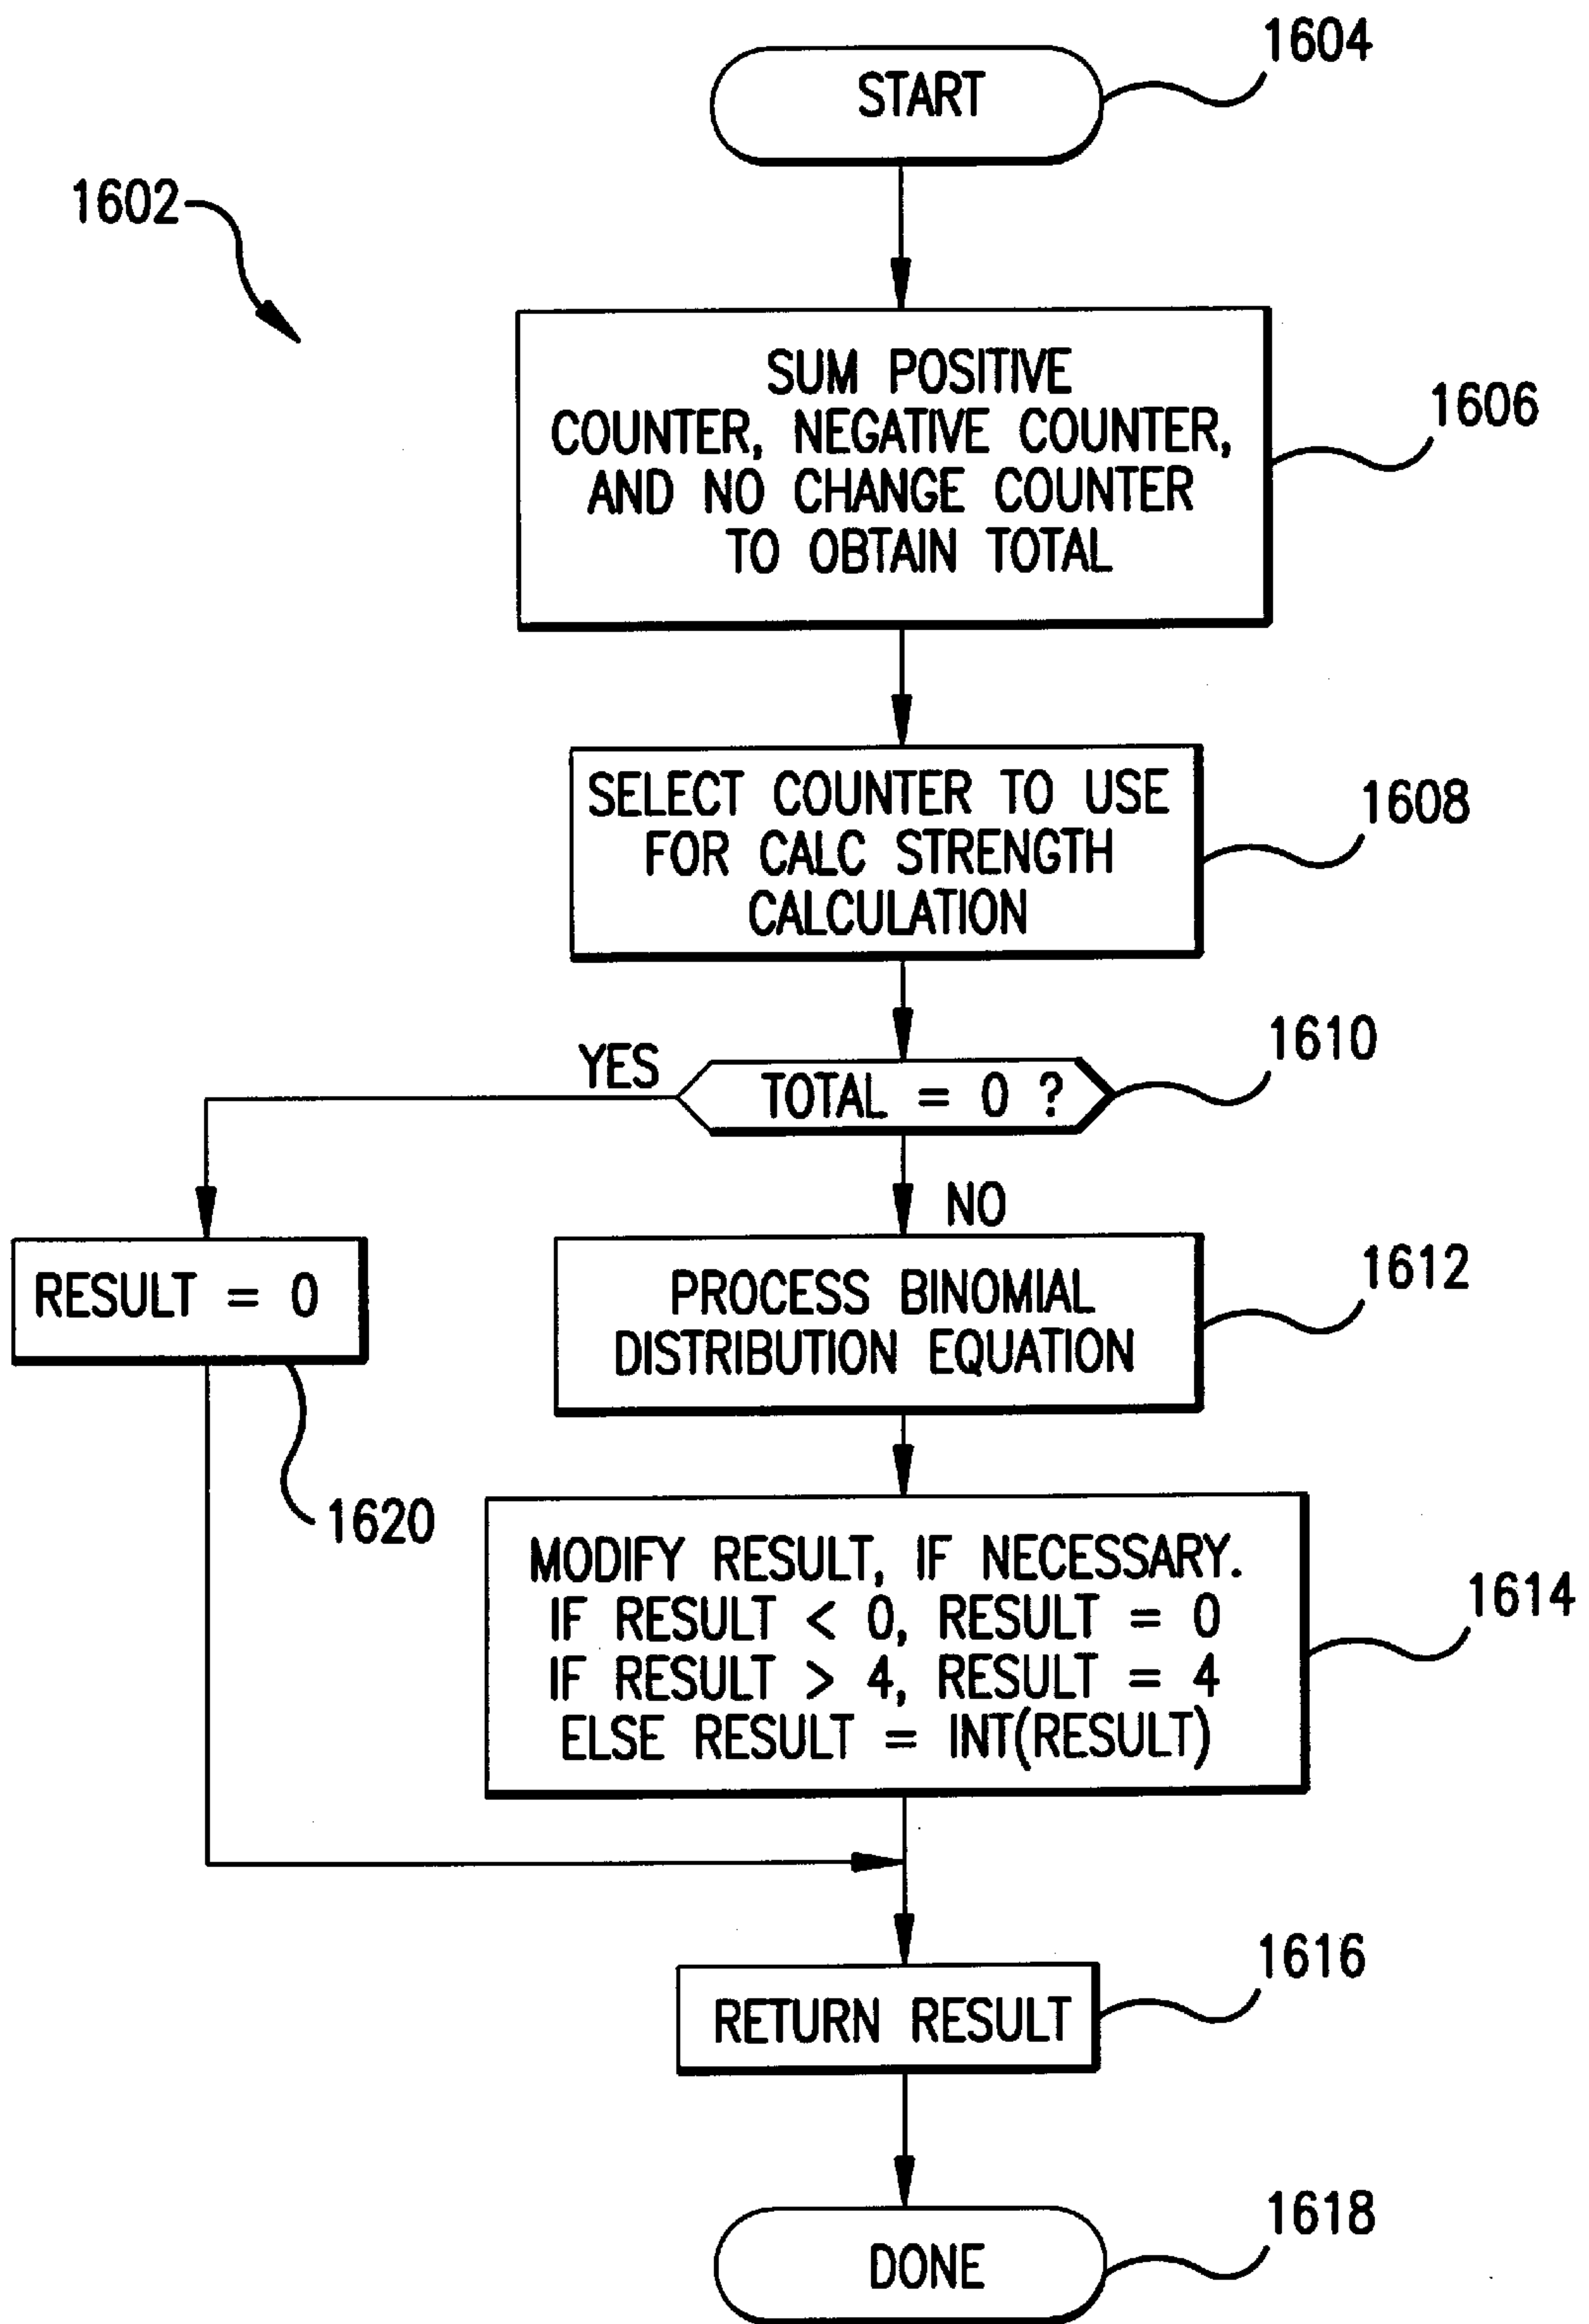 1604
START
1602
SUM POSITIVE
COUNTER, NEGATIVE COUNTER,
AND NO CHANGE COUNTER
TO OBTAIN TOTAL
1606
SELECT COUNTER TO USE
FOR CALC STRENGTH
CALCULATION
1608
1610
YES
TOTAL = 0 ?
NO
RESULT = 0
1620
PROCESS BINOMIAL
DISTRIBUTION EQUATION
1612
MODIFY RESULT, IF NECESSARY.
IF RESULT < 0, RESULT = 0
IF RESULT > 4, RESULT = 4
ELSE RESULT = INT(RESULT)
1614
1616
RETURN RESULT
1618
DONE